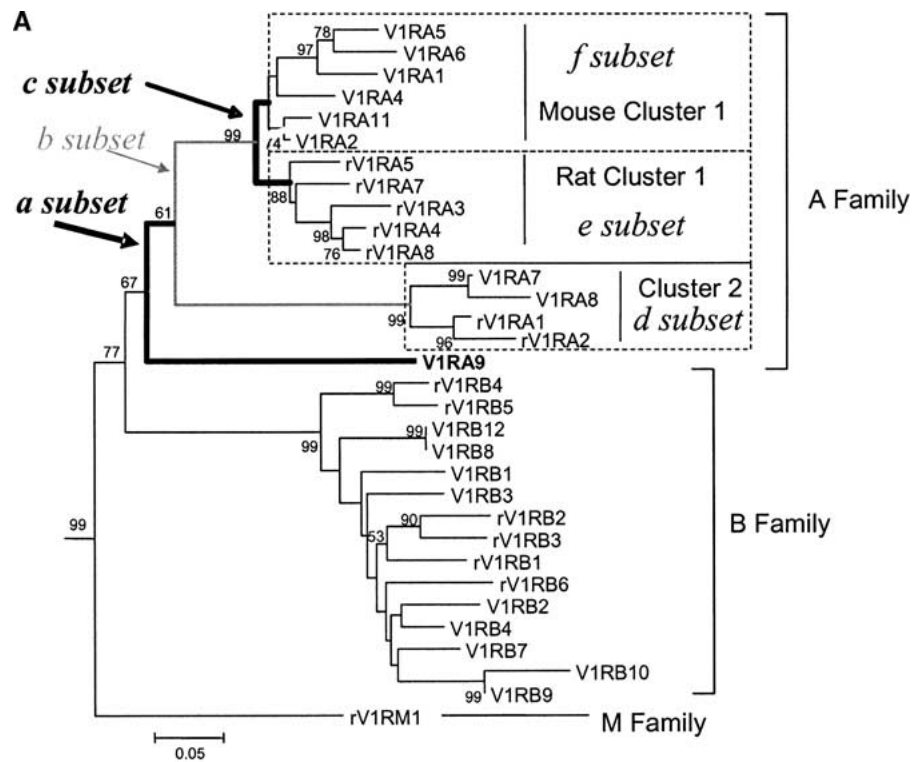 A
c subset
b subset
a subset
78
V1RA5
V1RA6
97
V1RA1
V1RA4
V1RA11
74
V1RA2
99
f subset
Mouse Cluster 1
rV1RA5
rV1RA7
88
rV1RA3
rV1RA4
98
rV1RA8
76
Rat Cluster 1
e subset
61
99
V1RA7
V1RA8
99
rV1RA1
96
rV1RA2
Cluster 2
d subset
A Family
67
V1RA9
77
99
rV1RB4
rV1RB5
99
99
V1RB12
V1RB8
V1RB1
V1RB3
90
rV1RB2
53
rV1RB3
rV1RB1
rV1RB6
V1RB2
V1RB4
V1RB7
V1RB10
99
V1RB9
B Family
99
rV1RM1
M Family
0.05